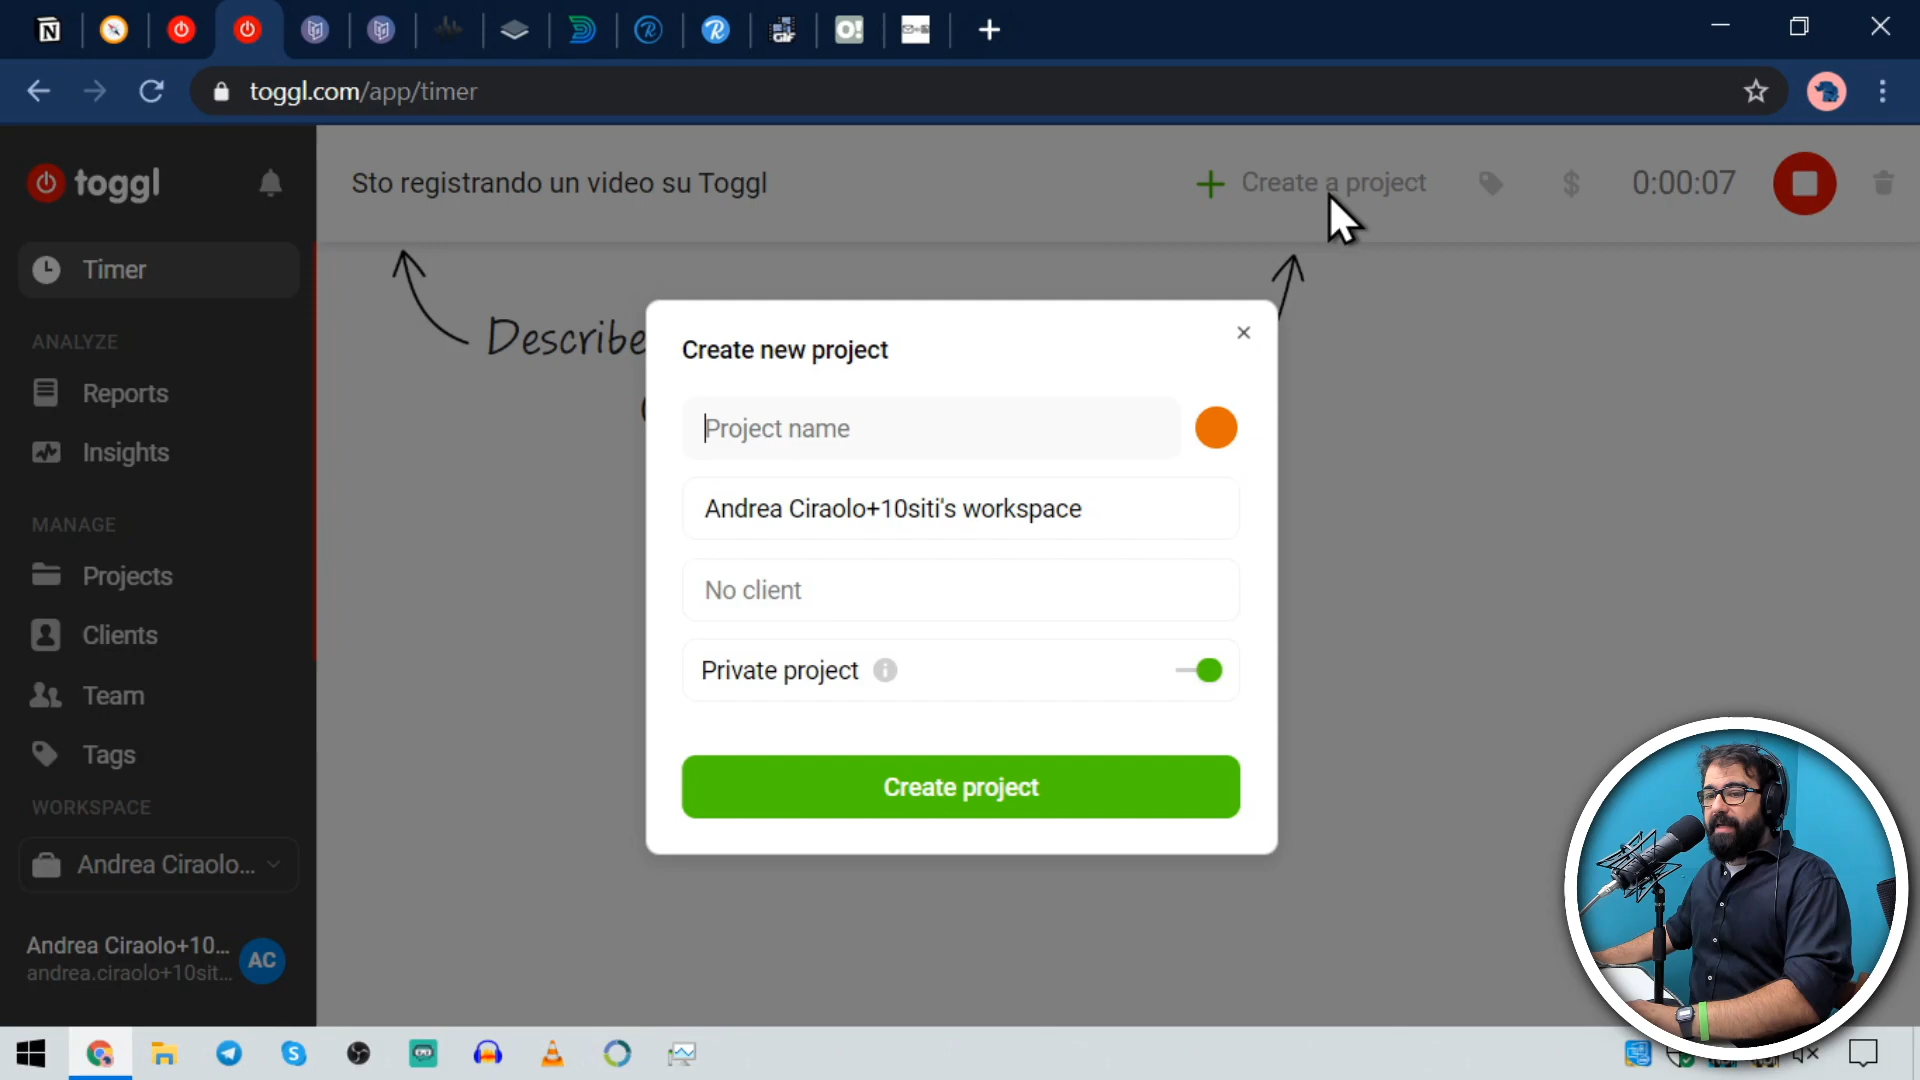 toggl.com/app/timer
toggl
Sto registrando un video su Toggl
Create a project
$
0:00:07
Timer
Describe
ANALYZE
Reports
Insights
MANAGE
Projects
Clients
Team
Tags
WORKSPACE
Andrea Ciraolo...
Andrea Ciraolo+10...
andrea.ciraolo+10sit...
AC
Create new project
Project name
Andrea Ciraolo+10siti's workspace
No client
Private project
Create project